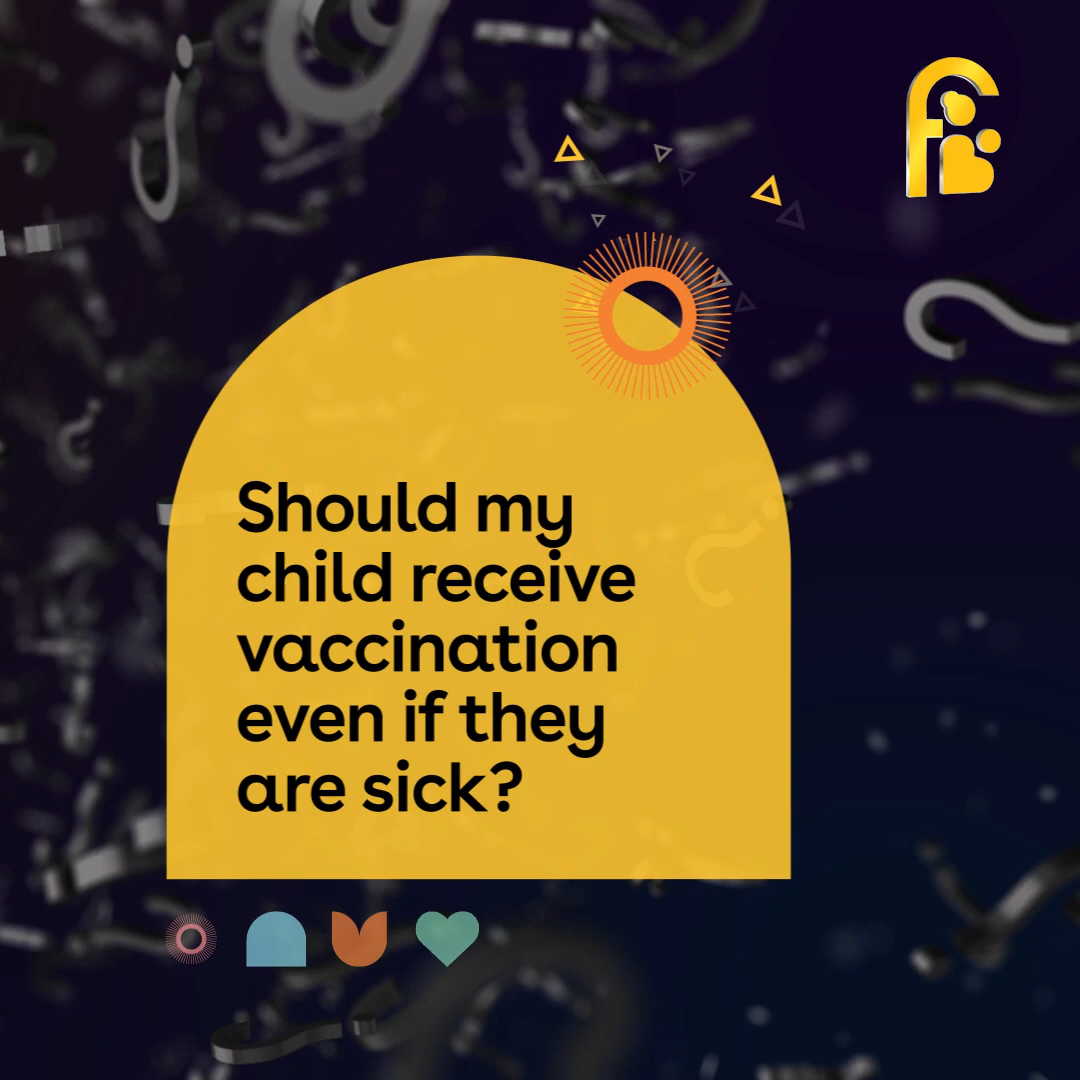 Should my
child receive
vaccination
even if they
are sick?